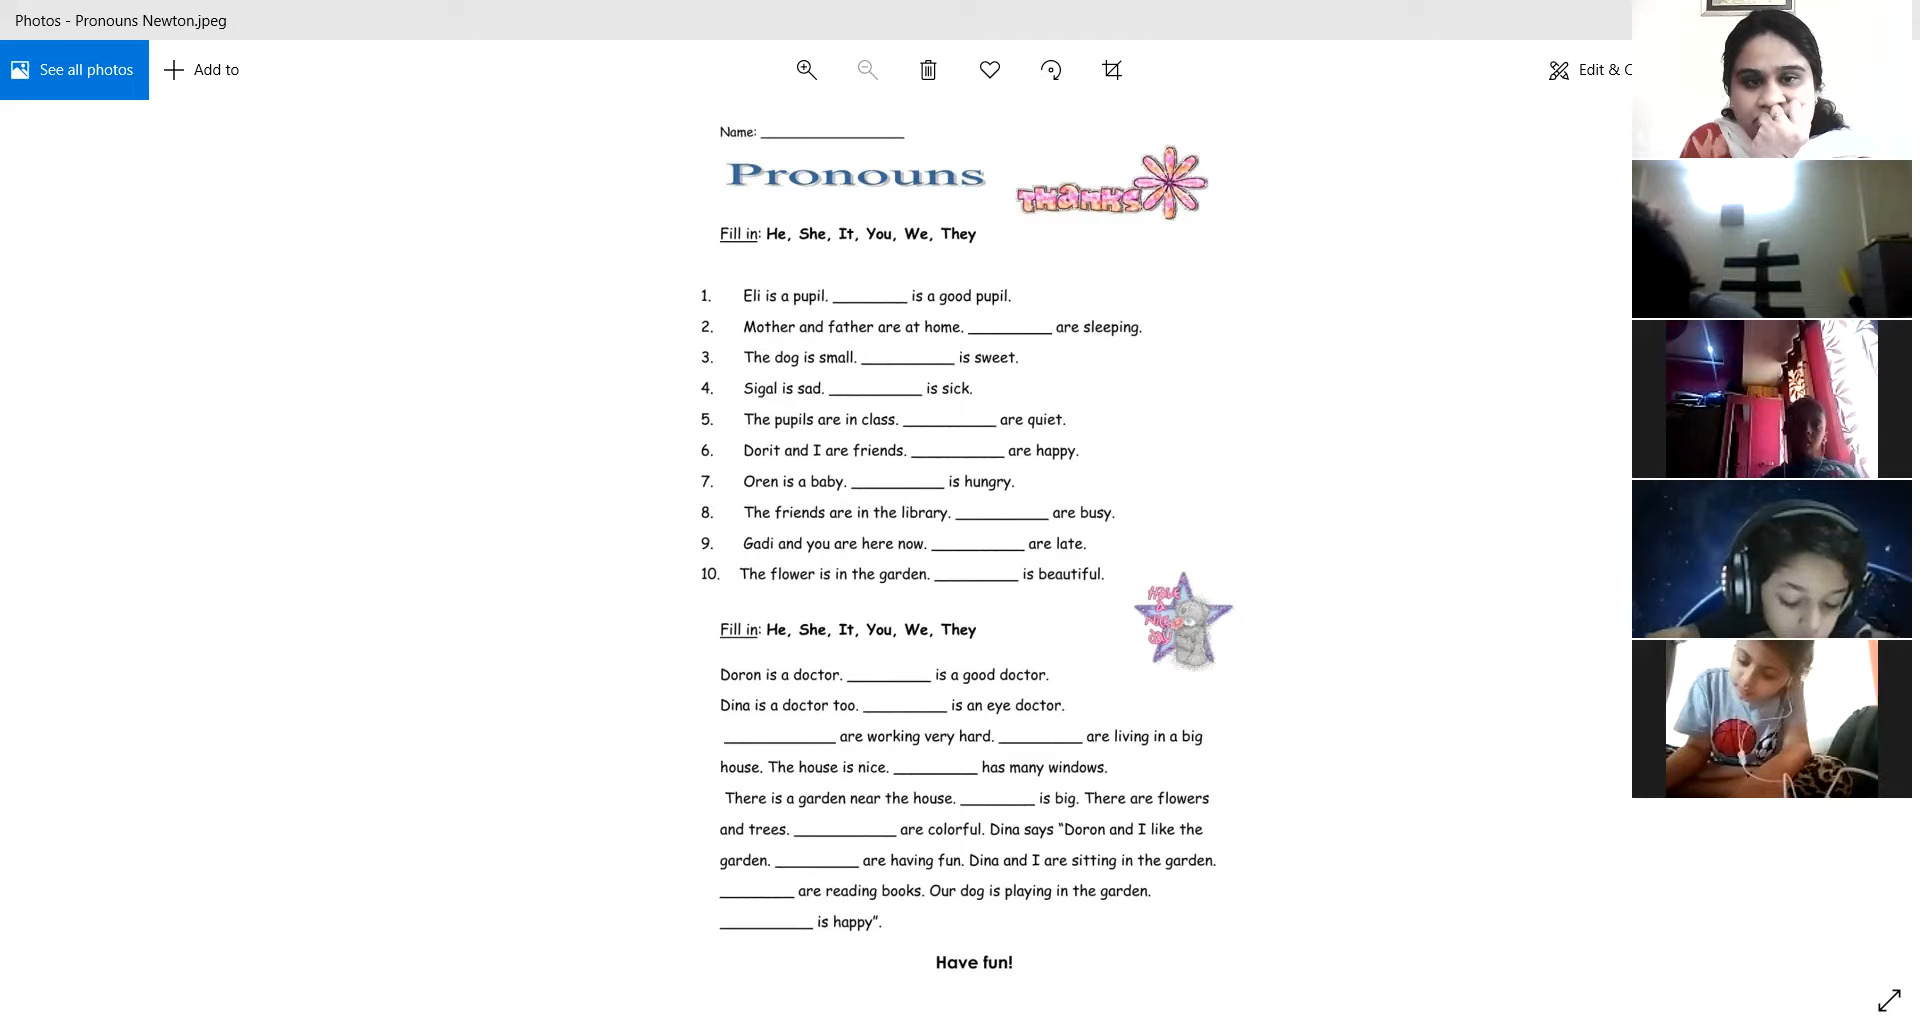 Photos - Pronouns Newton.jpeg
See all photos
Add to
Edit & C
Name: ____________________
Pronouns
THANKS
Fill in: He, She, It, You, We, They
1. Eli is a pupil. ________ is a good pupil.
2. Mother and father are at home. _________ are sleeping.
3. The dog is small. __________ is sweet.
4. Sigal is sad. __________ is sick.
5. The pupils are in class. __________ are quiet.
6. Dorit and I are friends. __________ are happy.
7. Oren is a baby. __________ is hungry.
8. The friends are in the library. __________ are busy.
9. Gadi and you are here now. __________ are late.
10. The flower is in the garden. _________ is beautiful.
HAVE
a
NICE
DAY
Fill in: He, She, It, You, We, They
Doron is a doctor. _________ is a good doctor.
Dina is a doctor too. _________ is an eye doctor.
____________ are working very hard. _________ are living in a big
house. The house is nice. _________ has many windows.
There is a garden near the house. ________ is big. There are flowers
and trees. ___________ are colorful. Dina says “Doron and I like the
garden. _________ are having fun. Dina and I are sitting in the garden.
________ are reading books. Our dog is playing in the garden.
__________ is happy”.
Have fun!